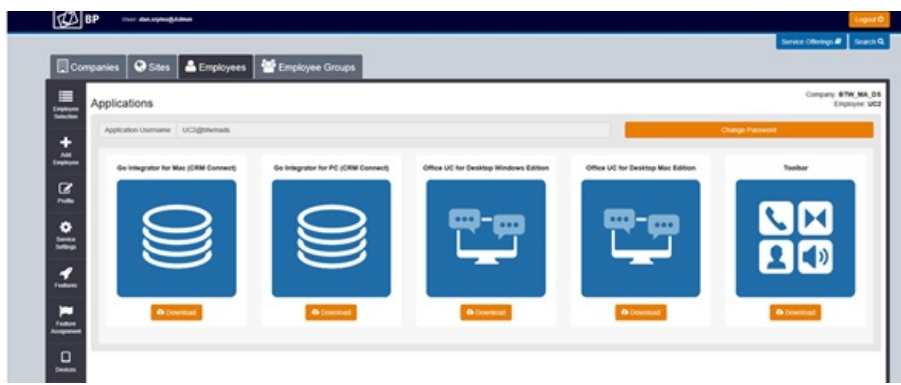 BP
User: dan.styles@Admin
Logout
Service Offerings
Search
Companies
Sites
Employees
Employee Groups
Employee
Selection
Add
Employee
Profile
Service
Settings
Features
Feature
Assignment
Devices
Applications
Company: BTW_MA_DS
Employee: UC2
Application Username
UC2@btwmads
Change Password
Go Integrator for Mac (CRM Connect)
Go Integrator for PC (CRM Connect)
Office UC for Desktop Windows Edition
Office UC for Desktop Mac Edition
Toolbar
Download
Download
Download
Download
Download